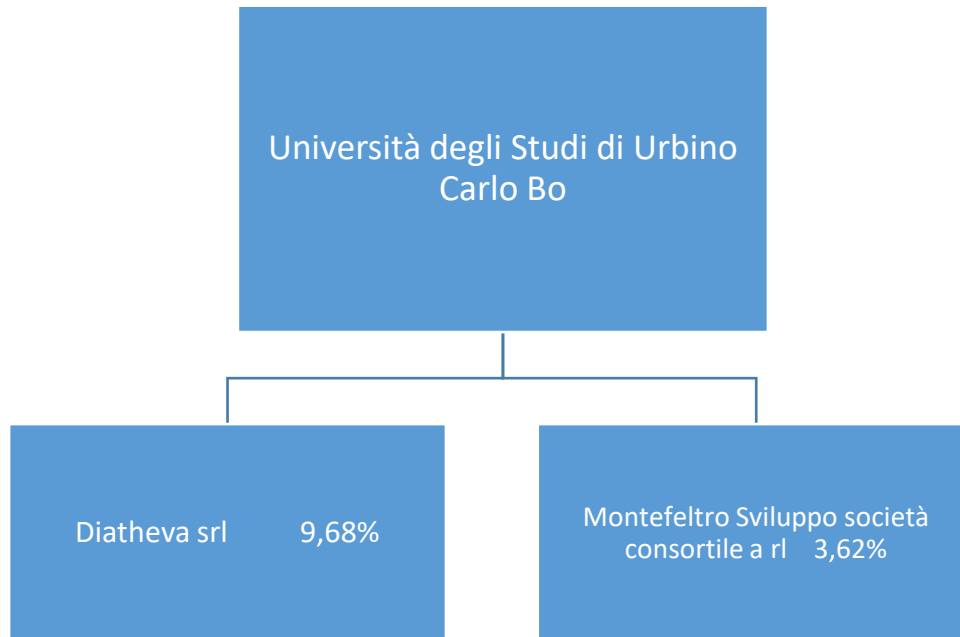 Università degli Studi di Urbino
Carlo Bo
Diatheva srl 9,68%
Montefeltro Sviluppo società
consortile a rl 3,62%